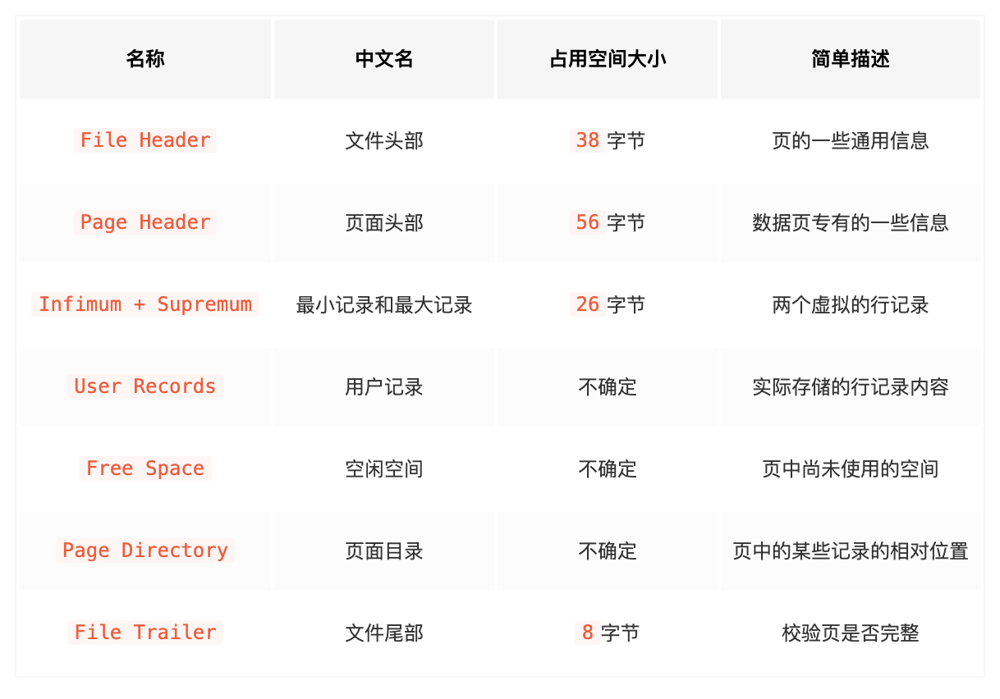 名称 中文名 占用空间大小 简单描述
File Header 文件头部 38 字节 页的一些通用信息
Page Header 页面头部 56 字节 数据页专有的一些信息
Infimum + Supremum 最小记录和最大记录 26 字节 两个虚拟的行记录
User Records 用户记录 不确定 实际存储的行记录内容
Free Space 空闲空间 不确定 页中尚未使用的空间
Page Directory 页面目录 不确定 页中的某些记录的相对位置
File Trailer 文件尾部 8 字节 校验页是否完整